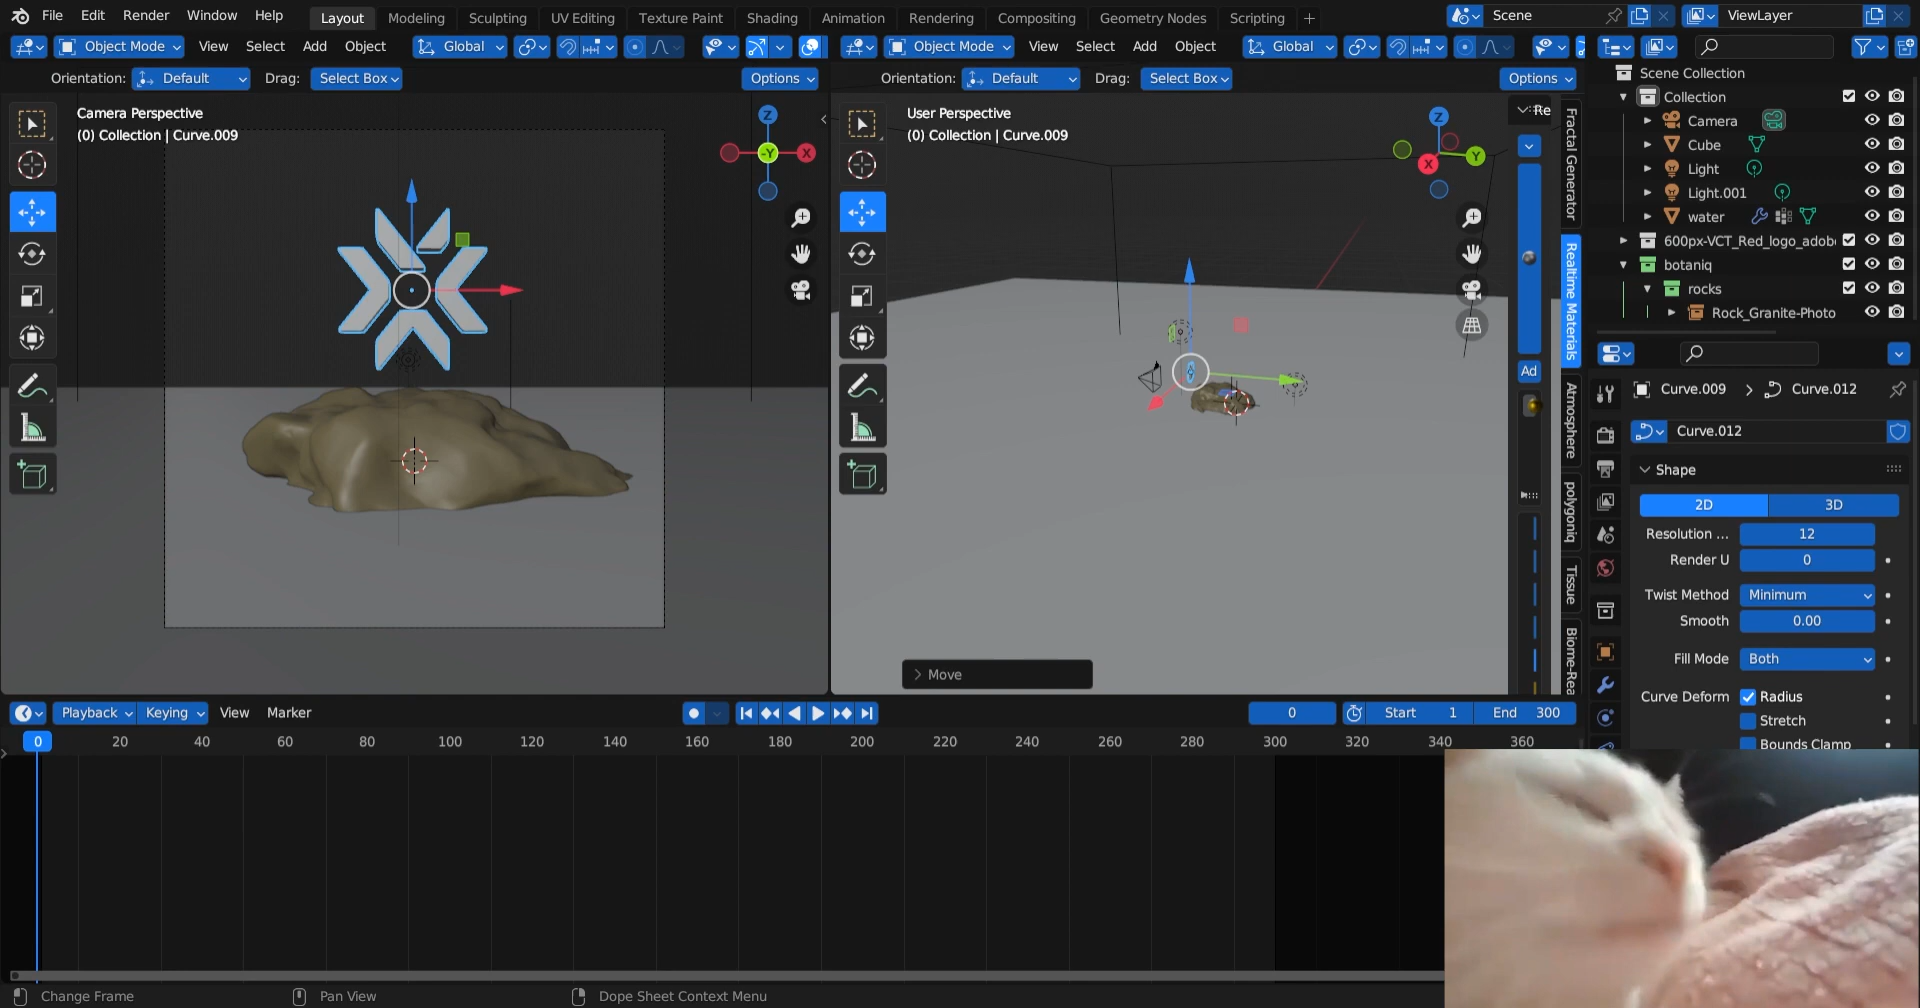 File Edit Render Window Help Layout Modeling Sculpting UV Editing Texture Paint Shading Animation Rendering Compositing Geometry Nodes Scripting Scene ViewLayer
Object Mode View Select Add Object Global Object Mode View Select Add Object Global
Orientation: Default Drag: Select Box Options Orientation: Default Drag: Select Box Options
Camera Perspective
(0) Collection | Curve.009
Z
-Y
X
User Perspective
(0) Collection | Curve.009
Z
Y
X
Re
Ad
Fractal Generator
Realtime Materials
Atmosphere
polygoniq
Tissue
Biome-Rea
Move
Scene Collection
Collection
Camera
Cube
Light
Light.001
water
600px-VCT_Red_logo_adob
botaniq
rocks
Rock_Granite-Photo
Curve.009 Curve.012
Curve.012
Shape
2D 3D
Resolution ... 12
Render U 0
Twist Method Minimum
Smooth 0.00
Fill Mode Both
Curve Deform Radius
Stretch
Bounds Clamp
Playback Keying View Marker 0 Start 1 End 300
0 20 40 60 80 100 120 140 160 180 200 220 240 260 280 300 320 340 360
Change Frame Pan View Dope Sheet Context Menu